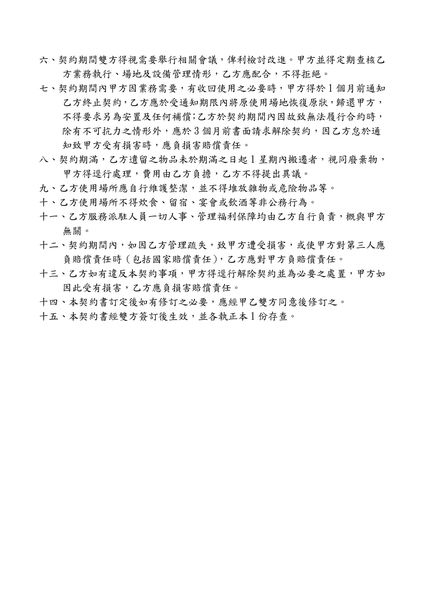 六、契約期間雙方得視需要舉行相關會議，俾利檢討改進。甲方並得定期查核乙
方業務執行、場地及設備管理情形，乙方應配合，不得拒絕。
七、契約期間內甲方因業務需要，有收回使用之必要時，甲方得於 1 個月前通知
乙方終止契約，乙方應於受通知期限內將原使用場地恢復原狀，歸還甲方，
不得要求另為安置及任何補償；乙方於契約期間內因故致無法履行合約時，
除有不可抗力之情形外，應於 3 個月前書面請求解除契約，因乙方怠於通
知致甲方受有損害時，應負損害賠償責任。
八、契約期滿，乙方遺留之物品未於期滿之日起 1 星期內搬遷者，視同廢棄物，
甲方得逕行處理，費用由乙方負擔，乙方不得提出異議。
九、乙方使用場所應自行維護整潔，並不得堆放雜物或危險物品等。
十、乙方使用場所不得炊食、留宿、宴會或飲酒等非公務行為。
十一、乙方服務派駐人員一切人事、管理福利保障均由乙方自行負責，概與甲方
無關。
十二、契約期間內，如因乙方管理疏失，致甲方遭受損害，或使甲方對第三人應
負賠償責任時（包括國家賠償責任），乙方應對甲方負賠償責任。
十三、乙方如有違反本契約事項，甲方得逕行解除契約並為必要之處置，甲方如
因此受有損害，乙方應負損害賠償責任。
十四、本契約書訂定後如有修訂之必要，應經甲乙雙方同意後修訂之。
十五、本契約書經雙方簽訂後生效，並各執正本 1 份存查。